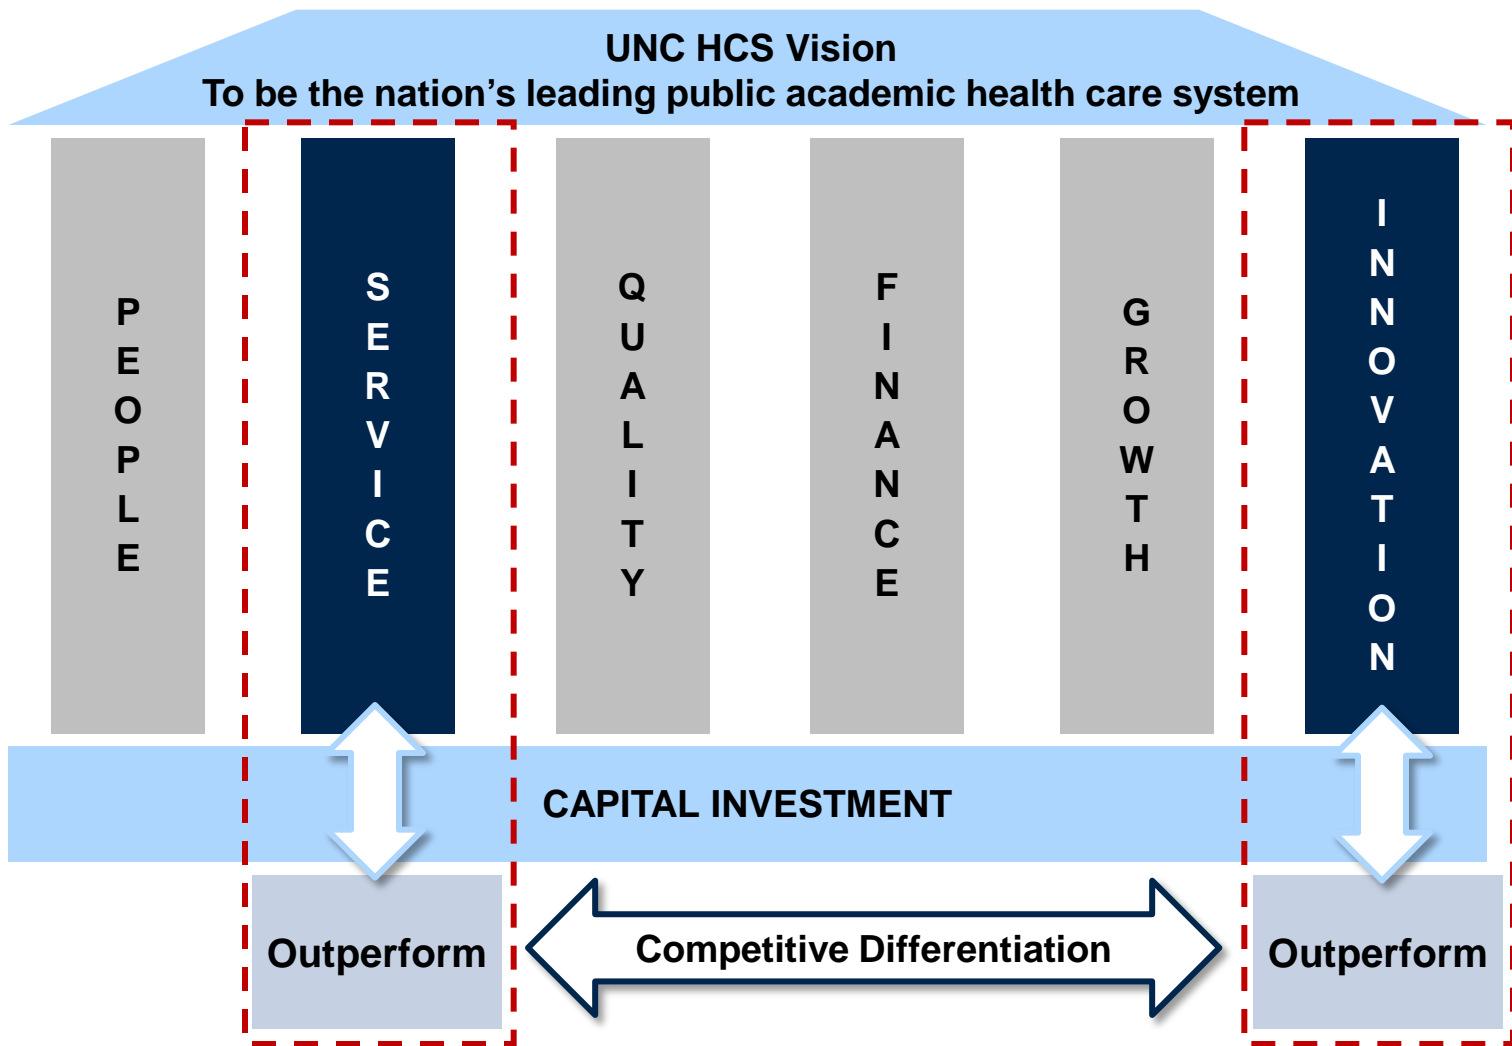 UNC HCS Vision
To be the nation’s leading public academic health care system
PEOPLE
SERVICE
QUALITY
FINANCE
GROWTH
INNOVATION
CAPITAL INVESTMENT
Outperform
Competitive Differentiation
Outperform